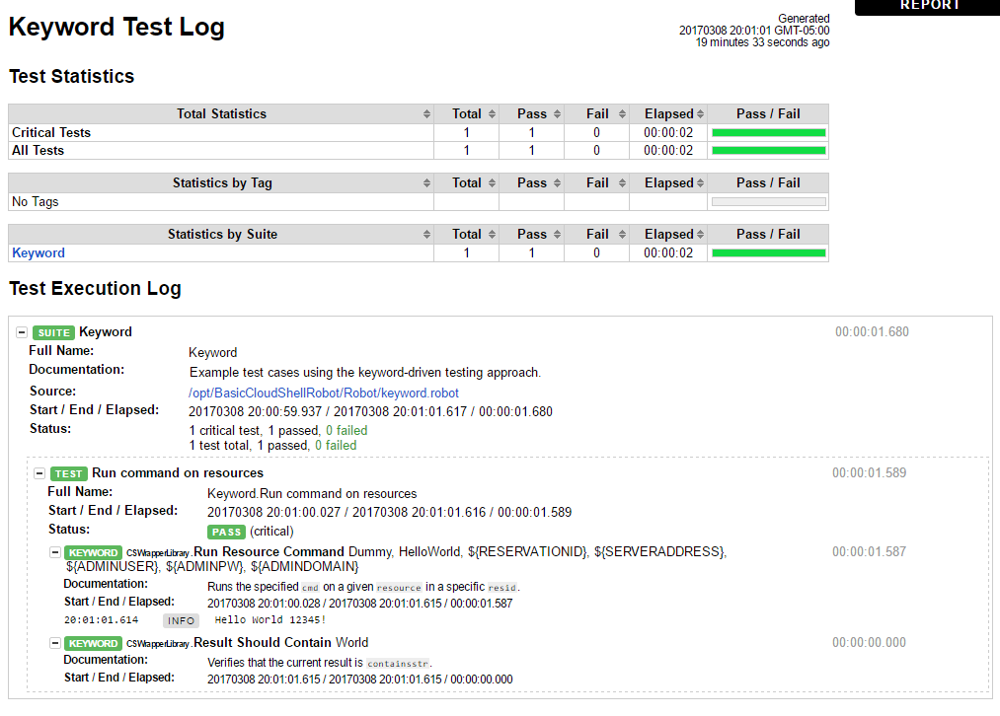 REPORT
Keyword Test Log
Generated
20170308 20:01:01 GMT-05:00
19 minutes 33 seconds ago
Test Statistics
Total Statistics Total Pass Fail Elapsed Pass / Fail
Critical Tests 1 1 0 00:00:02
All Tests 1 1 0 00:00:02
Statistics by Tag Total Pass Fail Elapsed Pass / Fail
No Tags
Statistics by Suite Total Pass Fail Elapsed Pass / Fail
Keyword 1 1 0 00:00:02
Test Execution Log
SUITE Keyword 00:00:01.680
Full Name: Keyword
Documentation: Example test cases using the keyword-driven testing approach.
Source: /opt/BasicCloudShellRobot/Robot/keyword.robot
Start / End / Elapsed: 20170308 20:00:59.937 / 20170308 20:01:01.617 / 00:00:01.680
Status: 1 critical test, 1 passed, 0 failed
1 test total, 1 passed, 0 failed
TEST Run command on resources 00:00:01.589
Full Name: Keyword.Run command on resources
Start / End / Elapsed: 20170308 20:01:00.027 / 20170308 20:01:01.616 / 00:00:01.589
Status: PASS (critical)
KEYWORD CSWrapperLibrary.Run Resource Command Dummy, HelloWorld, ${RESERVATIONID}, ${SERVERADDRESS}, 00:00:01.587
${ADMINUSER}, ${ADMINPW}, ${ADMINDOMAIN}
Documentation: Runs the specified cmd on a given resource in a specific resid.
Start / End / Elapsed: 20170308 20:01:00.028 / 20170308 20:01:01.615 / 00:00:01.587
20:01:01.614 INFO Hello World 12345!
KEYWORD CSWrapperLibrary.Result Should Contain World 00:00:00.000
Documentation: Verifies that the current result is containsstr.
Start / End / Elapsed: 20170308 20:01:01.615 / 20170308 20:01:01.615 / 00:00:00.000